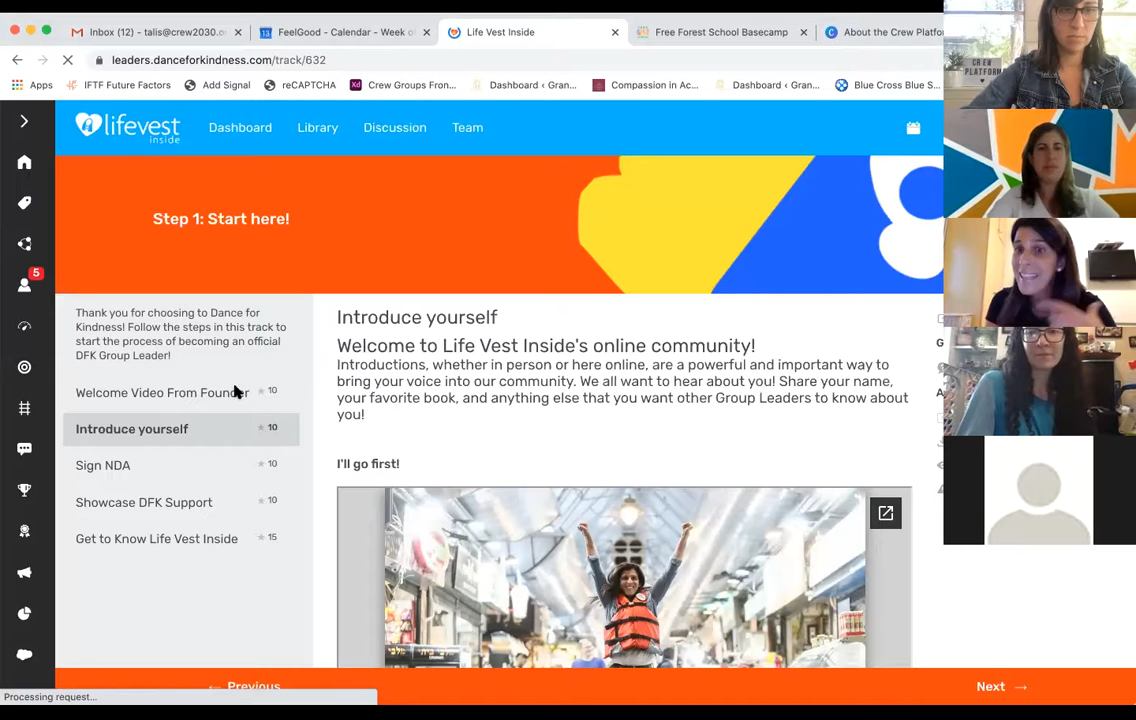 Inbox (12) - talis@crew2030.o
FeelGood - Calendar - Week of
Life Vest Inside
Free Forest School Basecamp
About the Crew Platfo
leaders.danceforkindness.com/track/632
Apps
IFTF Future Factors
Add Signal
reCAPTCHA
Crew Groups Fron...
Dashboard < Gran...
Compassion in Ac...
Dashboard < Gran...
Blue Cross Blue S...
CREW
PLATFORM
lifevest
inside
Dashboard
Library
Discussion
Team
Step 1: Start here!
5
Thank you for choosing to Dance for
Kindness! Follow the steps in this track to
start the process of becoming an official
DFK Group Leader!
Welcome Video From Founder
10
Introduce yourself
10
Sign NDA
10
Showcase DFK Support
10
Get to Know Life Vest Inside
15
Introduce yourself
Welcome to Life Vest Inside's online community!
Introductions, whether in person or here online, are a powerful and important way to
bring your voice into our community. We all want to hear about you! Share your name,
your favorite book, and anything else that you want other Group Leaders to know about
you!
I'll go first!
G
A
← Previous
Next →
Processing request...